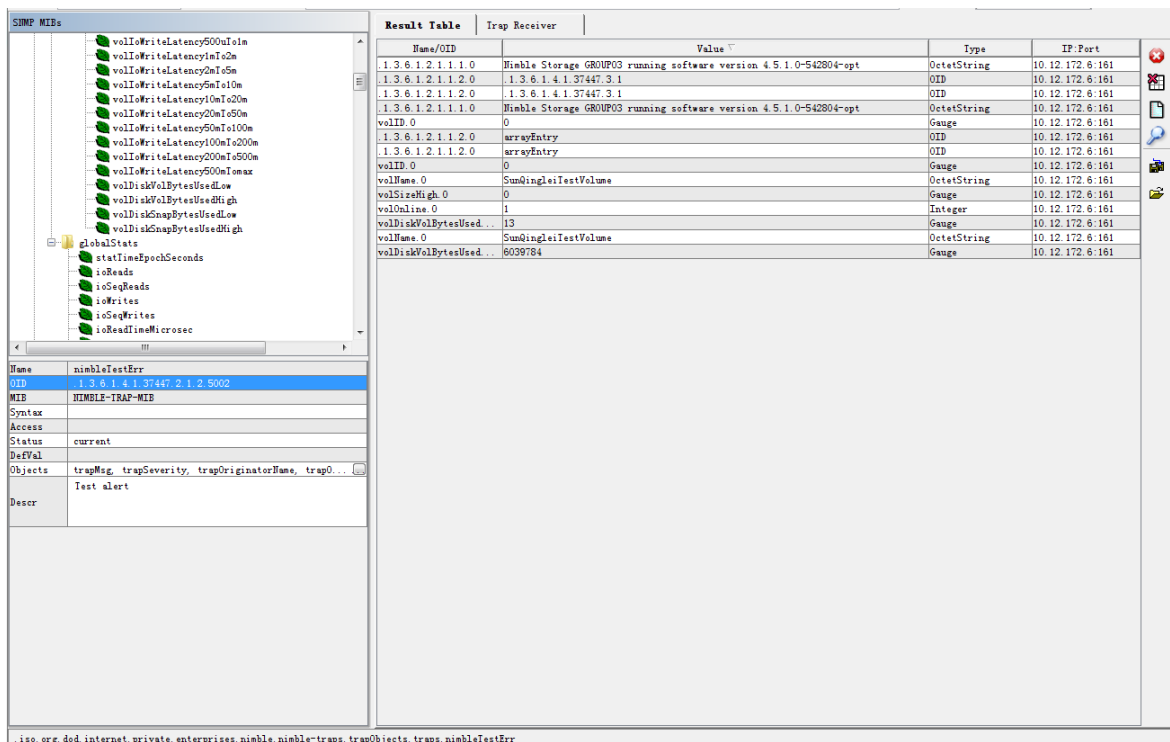 SNMP MIBs
volIoWriteLatency500uTo1m
volIoWriteLatency1mTo2m
volIoWriteLatency2mTo5m
volIoWriteLatency5mTo10m
volIoWriteLatency10mTo20m
volIoWriteLatency20mTo50m
volIoWriteLatency50mTo100m
volIoWriteLatency100mTo200m
volIoWriteLatency200mTo500m
volIoWriteLatency500mTomax
volDiskVolBytesUsedLow
volDiskVolBytesUsedHigh
volDiskSnapBytesUsedLow
volDiskSnapBytesUsedHigh
globalStats
statTimeEpochSeconds
ioReads
ioSeqReads
ioWrites
ioSeqWrites
ioReadTimeMicrosec
Name nimbleTestErr
OID .1.3.6.1.4.1.37447.2.1.2.5002
MIB NIMBLE-TRAP-MIB
Syntax
Access
Status current
DefVal
Objects trapMsg, trapSeverity, trapOriginatorName, trapO... ...
Descr Test alert
Result Table Trap Receiver
Name/OID Value Type IP:Port
.1.3.6.1.2.1.1.1.0 Nimble Storage GROUP03 running software version 4.5.1.0-542804-opt OctetString 10.12.172.6:161
.1.3.6.1.2.1.1.2.0 .1.3.6.1.4.1.37447.3.1 OID 10.12.172.6:161
.1.3.6.1.2.1.1.2.0 .1.3.6.1.4.1.37447.3.1 OID 10.12.172.6:161
.1.3.6.1.2.1.1.1.0 Nimble Storage GROUP03 running software version 4.5.1.0-542804-opt OctetString 10.12.172.6:161
volID.0 0 Gauge 10.12.172.6:161
.1.3.6.1.2.1.1.2.0 arrayEntry OID 10.12.172.6:161
.1.3.6.1.2.1.1.2.0 arrayEntry OID 10.12.172.6:161
volID.0 0 Gauge 10.12.172.6:161
volName.0 SunQingleiTestVolume OctetString 10.12.172.6:161
volSizeHigh.0 0 Gauge 10.12.172.6:161
volOnline.0 1 Integer 10.12.172.6:161
volDiskVolBytesUsed... 13 Gauge 10.12.172.6:161
volName.0 SunQingleiTestVolume OctetString 10.12.172.6:161
volDiskVolBytesUsed... 6039784 Gauge 10.12.172.6:161
.iso.org.dod.internet.private.enterprises.nimble.nimble-traps.trapObjects.traps.nimbleTestErr